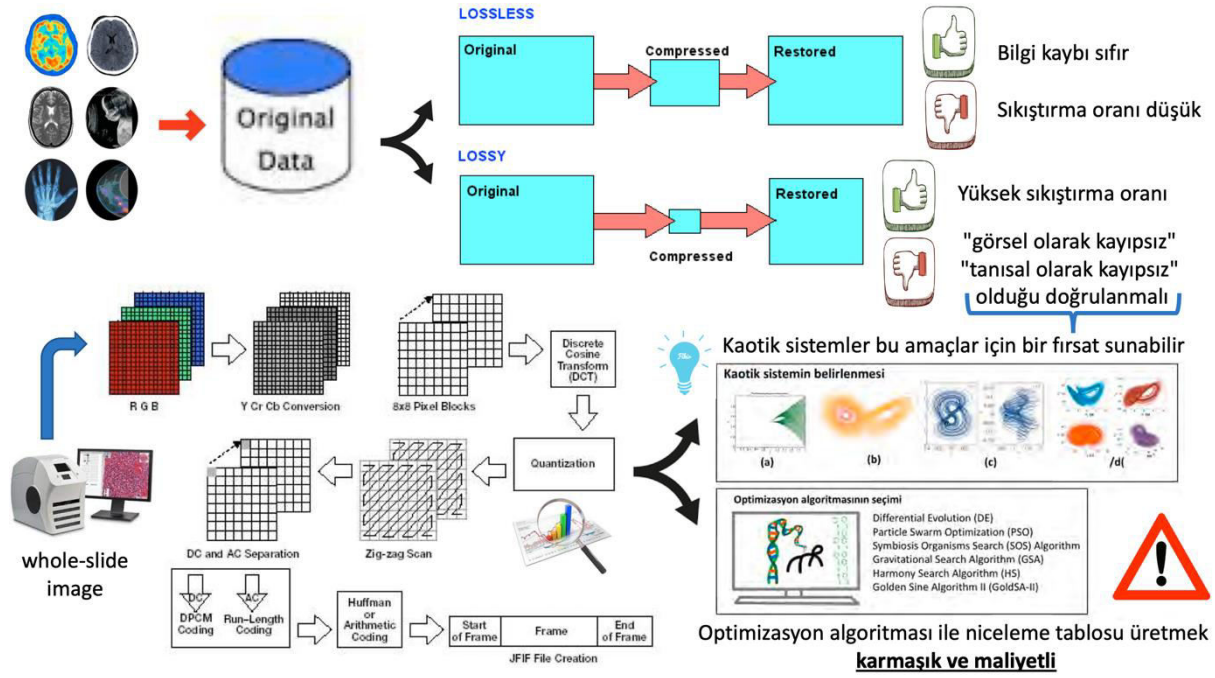 LOSSLESS
Original
Compressed
Restored
Bilgi kaybı sıfır
Sıkıştırma oranı düşük
Original
Data
LOSSY
Original
Compressed
Restored
Yüksek sıkıştırma oranı
"görsel olarak kayıpsız"
"tanısal olarak kayıpsız"
olduğu doğrulanmalı
R G B
Y Cr Cb Conversion
8x8 Pixel Blocks
Discrete
Cosine
Transform
(DCT)
Kaotik sistemler bu amaçlar için bir fırsat sunabilir
Kaotik sistemin belirlenmesi
(a)
(b)
(c)
/d(
Quantization
Zig-zag Scan
DC and AC Separation
whole-slide
image
DC
AC
DPCM
Coding
Run-Length
Coding
Huffman
or
Arithmetic
Coding
Start
of Frame
Frame
End
of Frame
JFIF File Creation
Optimizasyon algoritmasının seçimi
Differential Evolution (DE)
Particle Swarm Optimization (PSO)
Symbiosis Organisms Search (SOS) Algorithm
Gravitational Search Algorithm (GSA)
Harmony Search Algorithm (HS)
Golden Sine Algorithm II (GoldSA-II)
Optimizasyon algoritması ile niceleme tablosu üretmek
karmaşık ve maliyetli